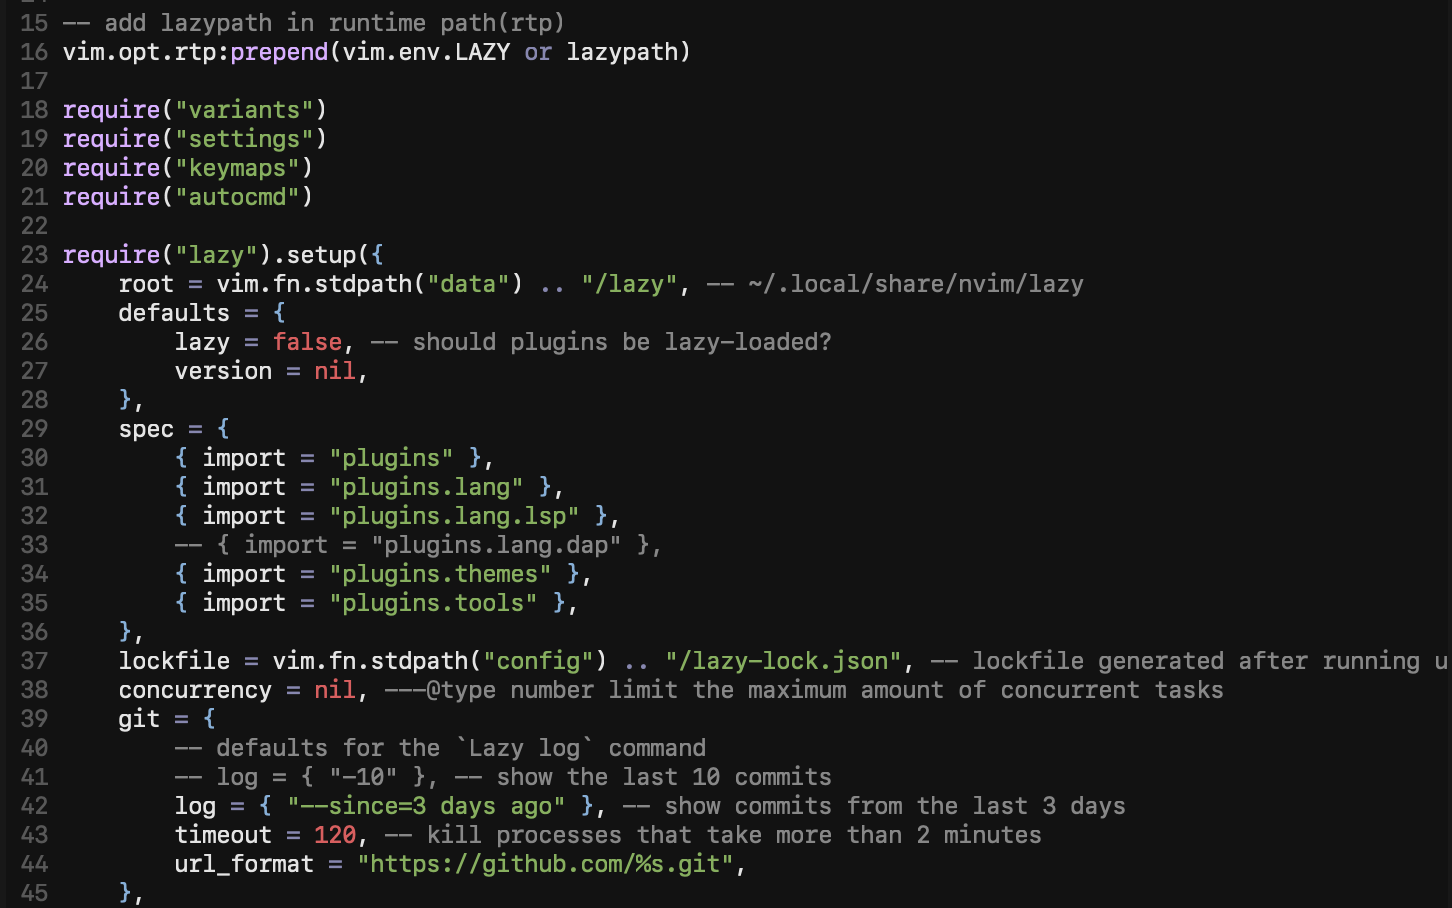 15 -- add lazypath in runtime path(rtp)
16 vim.opt.rtp:prepend(vim.env.LAZY or lazypath)
17
18 require("variants")
19 require("settings")
20 require("keymaps")
21 require("autocmd")
22
23 require("lazy").setup({
24     root = vim.fn.stdpath("data") .. "/lazy", -- ~/.local/share/nvim/lazy
25     defaults = {
26         lazy = false, -- should plugins be lazy-loaded?
27         version = nil,
28     },
29     spec = {
30         { import = "plugins" },
31         { import = "plugins.lang" },
32         { import = "plugins.lang.lsp" },
33         -- { import = "plugins.lang.dap" },
34         { import = "plugins.themes" },
35         { import = "plugins.tools" },
36     },
37     lockfile = vim.fn.stdpath("config") .. "/lazy-lock.json", -- lockfile generated after running u
38     concurrency = nil, ---@type number limit the maximum amount of concurrent tasks
39     git = {
40         -- defaults for the `Lazy log` command
41         -- log = { "-10" }, -- show the last 10 commits
42         log = { "--since=3 days ago" }, -- show commits from the last 3 days
43         timeout = 120, -- kill processes that take more than 2 minutes
44         url_format = "https://github.com/%s.git",
45     },